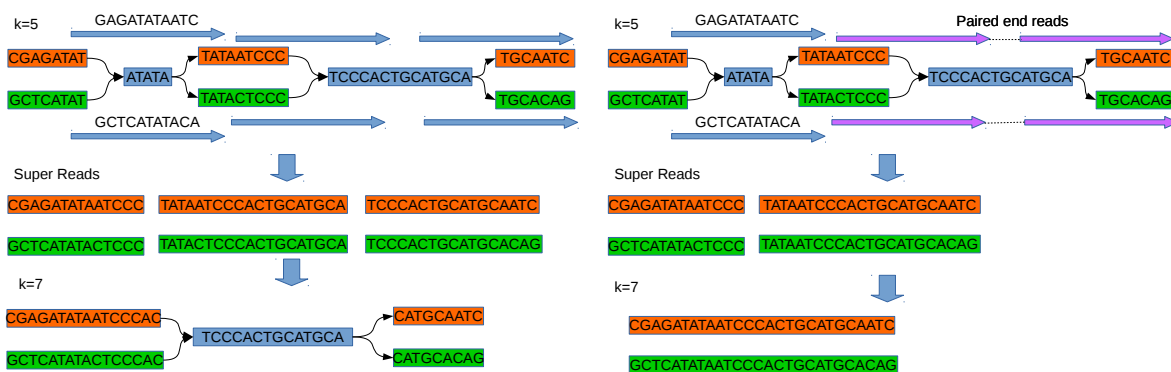 k=5
GAGATATAATC
CGAGATAT
TATAATCCC
TGCAATC
ATATA
TCCCACTGCATGCA
GCTCATAT
TATACTCCC
TGCACAG
GCTCATATACA
Super Reads
CGAGATATAATCCC
TATAATCCCACTGCATGCA
TCCCACTGCATGCAATC
GCTCATATACTCCC
TATACTCCCACTGCATGCA
TCCCACTGCATGCACAG
k=7
CGAGATATAATCCCAC
CATGCAATC
TCCCACTGCATGCA
GCTCATATACTCCCAC
CATGCACAG
k=5
GAGATATAATC
Paired end reads
CGAGATAT
TATAATCCC
TGCAATC
ATATA
TCCCACTGCATGCA
GCTCATAT
TATACTCCC
TGCACAG
GCTCATATACA
Super Reads
CGAGATATAATCCC
TATAATCCCACTGCATGCAATC
GCTCATATACTCCC
TATAATCCCACTGCATGCACAG
k=7
CGAGATATAATCCCACTGCATGCAATC
GCTCATATAATCCCACTGCATGCACAG